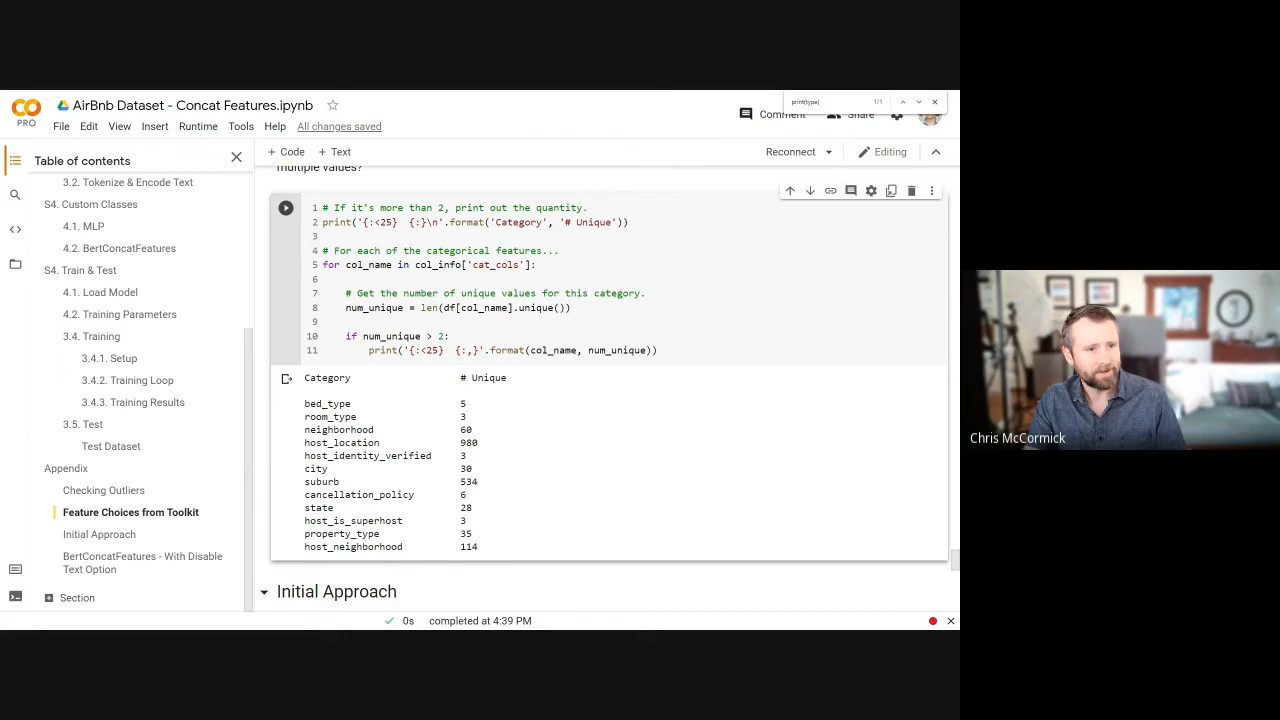 PRO
AirBnb Dataset - Concat Features.ipynb
print(type|
1/1
File Edit View Insert Runtime Tools Help All changes saved
Comment Share
Table of contents
+ Code + Text
Reconnect
Editing
3.2. Tokenize & Encode Text
S4. Custom Classes
4.1. MLP
4.2. BertConcatFeatures
S4. Train & Test
4.1. Load Model
4.2. Training Parameters
3.4. Training
3.4.1. Setup
3.4.2. Training Loop
3.4.3. Training Results
3.5. Test
Test Dataset
Appendix
Checking Outliers
Feature Choices from Toolkit
Initial Approach
BertConcatFeatures - With Disable
Text Option
Section
multiple values?
1 # If it's more than 2, print out the quantity.
2 print('{:<25} {:}\n'.format('Category', '# Unique'))
3
4 # For each of the categorical features...
5 for col_name in col_info['cat_cols']:
6
7 # Get the number of unique values for this category.
8 num_unique = len(df[col_name].unique())
9
10 if num_unique > 2:
11 print('{:<25} {:,}'.format(col_name, num_unique))
Category # Unique
bed_type 5
room_type 3
neighborhood 60
host_location 980
host_identity_verified 3
city 30
suburb 534
cancellation_policy 6
state 28
host_is_superhost 3
property_type 35
host_neighborhood 114
Initial Approach
0s completed at 4:39 PM
Chris McCormick